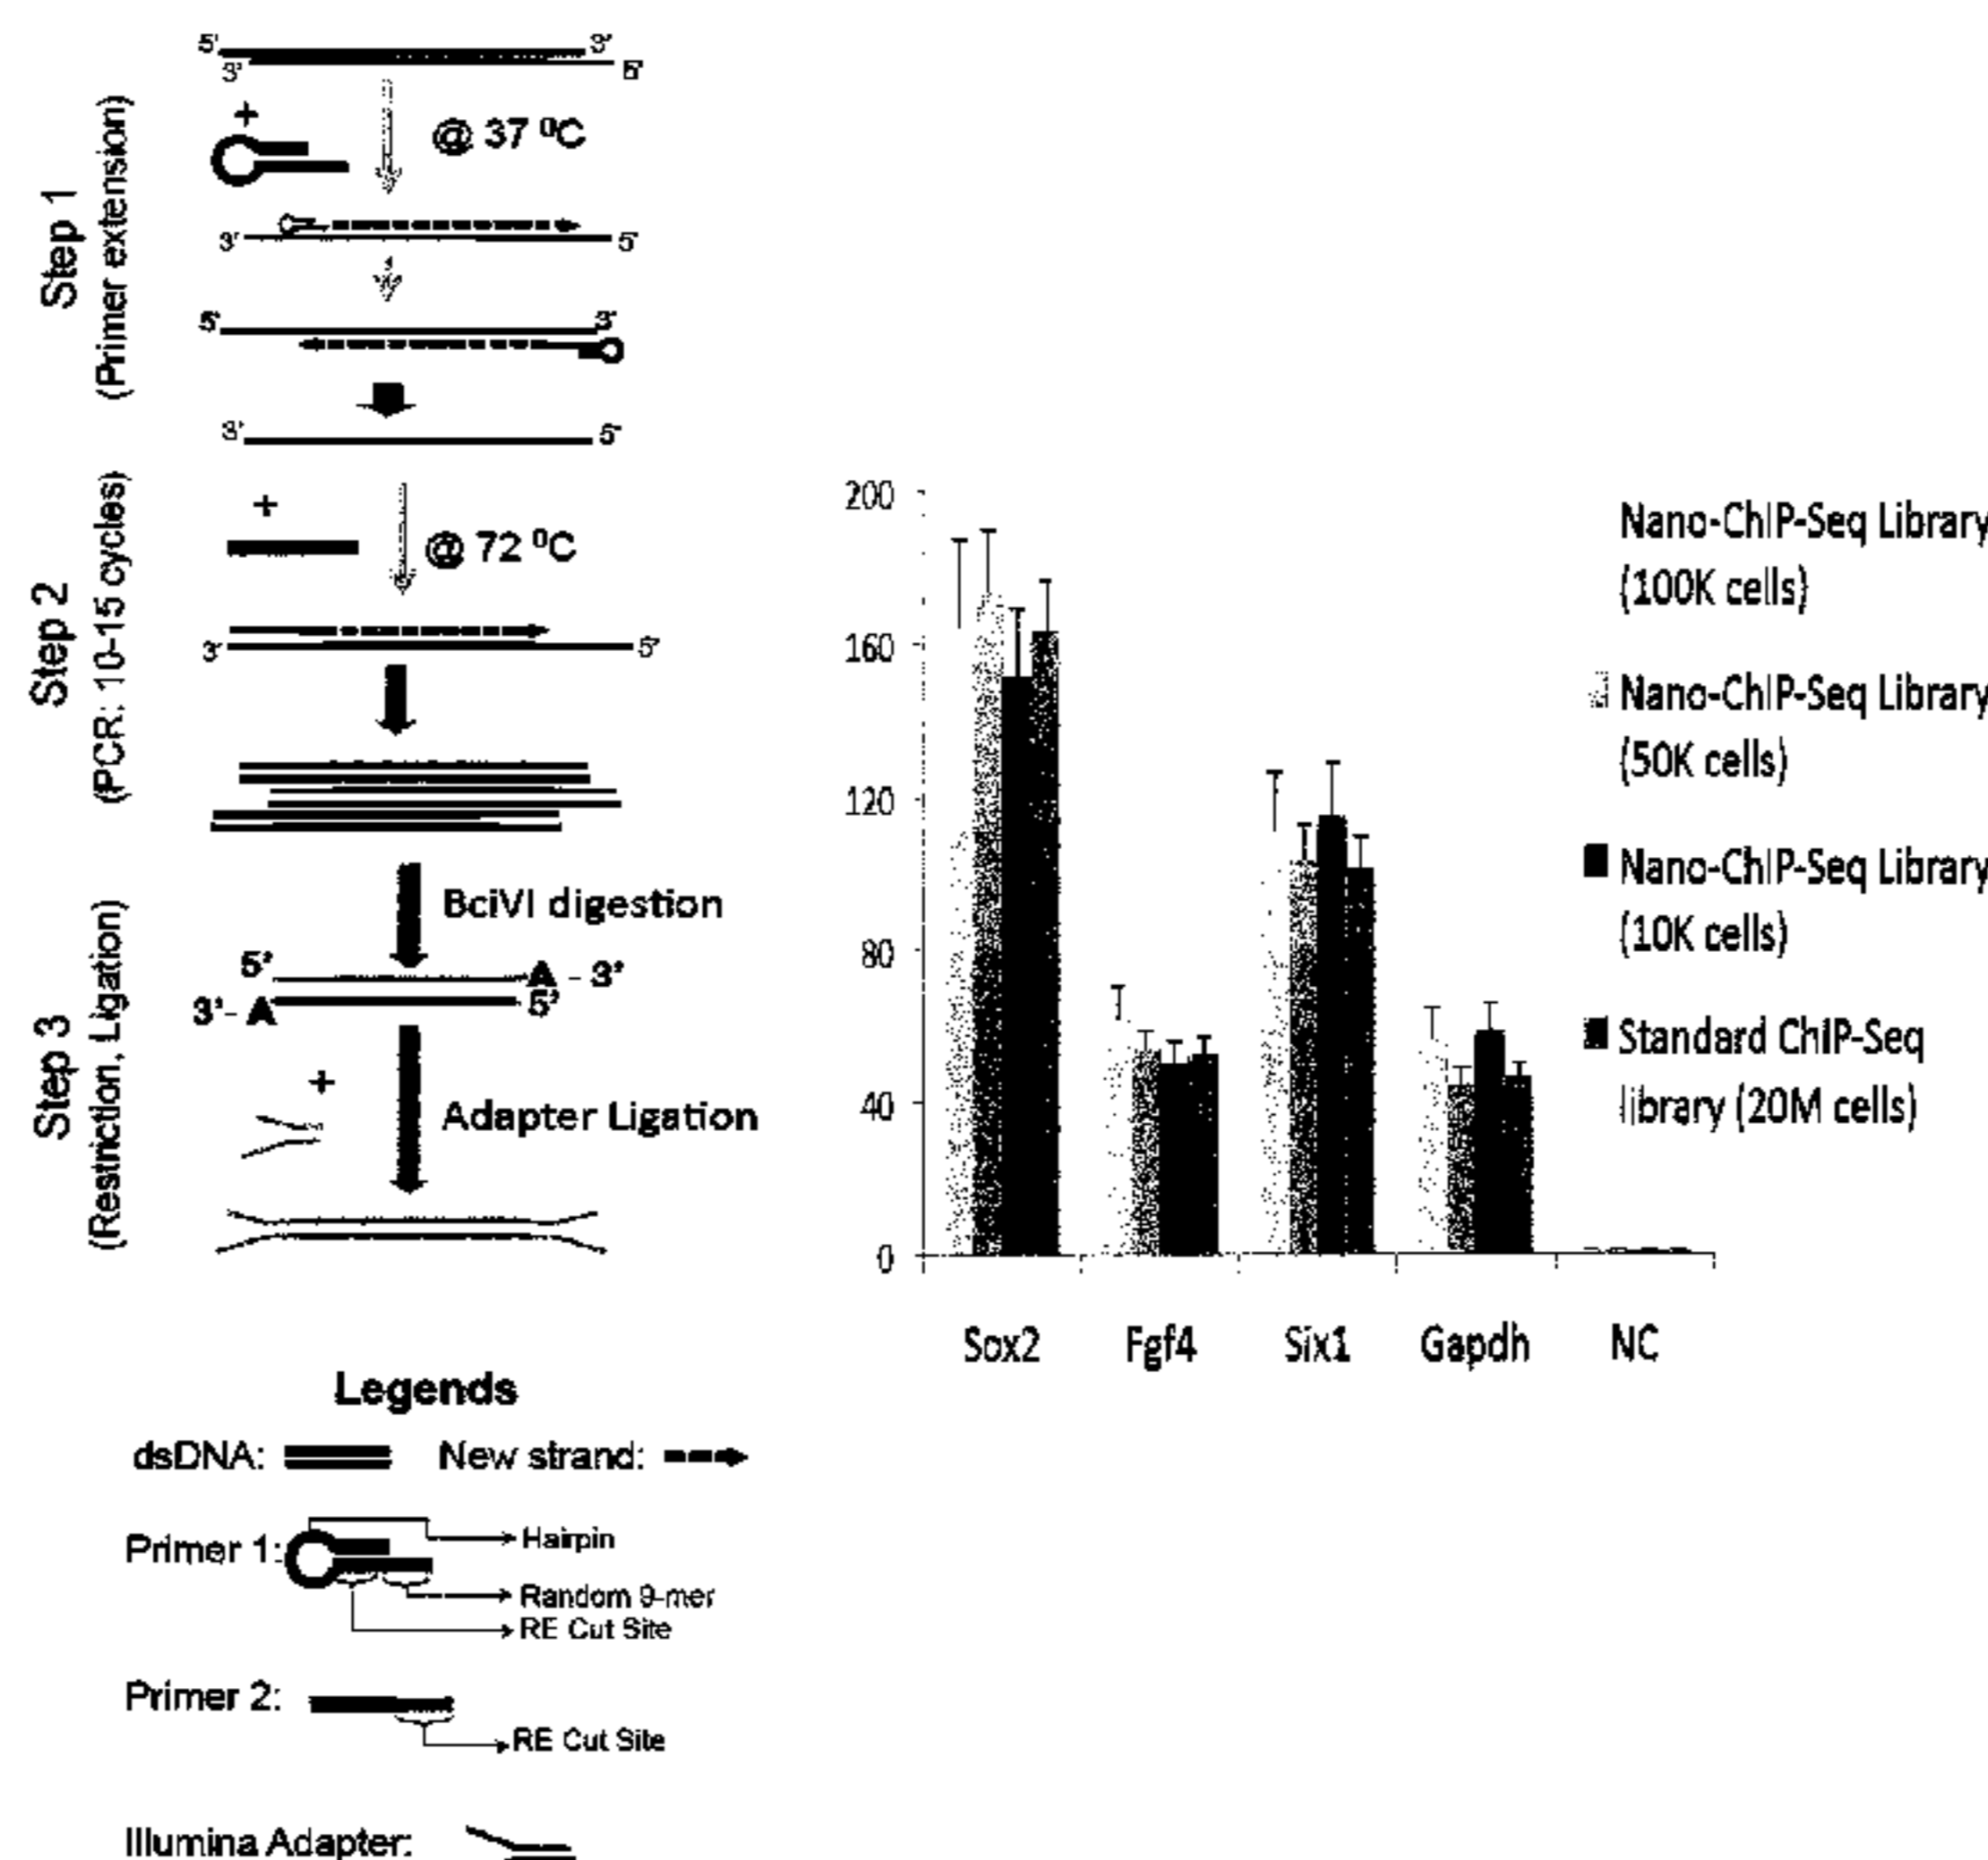 5' 3'
3' 5'
+
@ 37 ⁰C
3' 5'
5' 3'
3' 5'
Step 1
(Primer extension)
+
@ 72 ⁰C
3' 5'
Step 2
(PCR: 10-15 cycles)
BciVI digestion
5' A - 3'
3'- A 5'
+
Adapter Ligation
Step 3
(Restriction, Ligation)
Legends
dsDNA: New strand:
Primer 1:
Hairpin
Random 9-mer
RE Cut Site
Primer 2:
RE Cut Site
Illumina Adapter:
200
160
120
80
40
0
Sox2 Fgf4 Six1 Gapdh NC
Nano-ChIP-Seq Library
(100K cells)
Nano-ChIP-Seq Library
(50K cells)
Nano-ChIP-Seq Library
(10K cells)
Standard ChIP-Seq
library (20M cells)